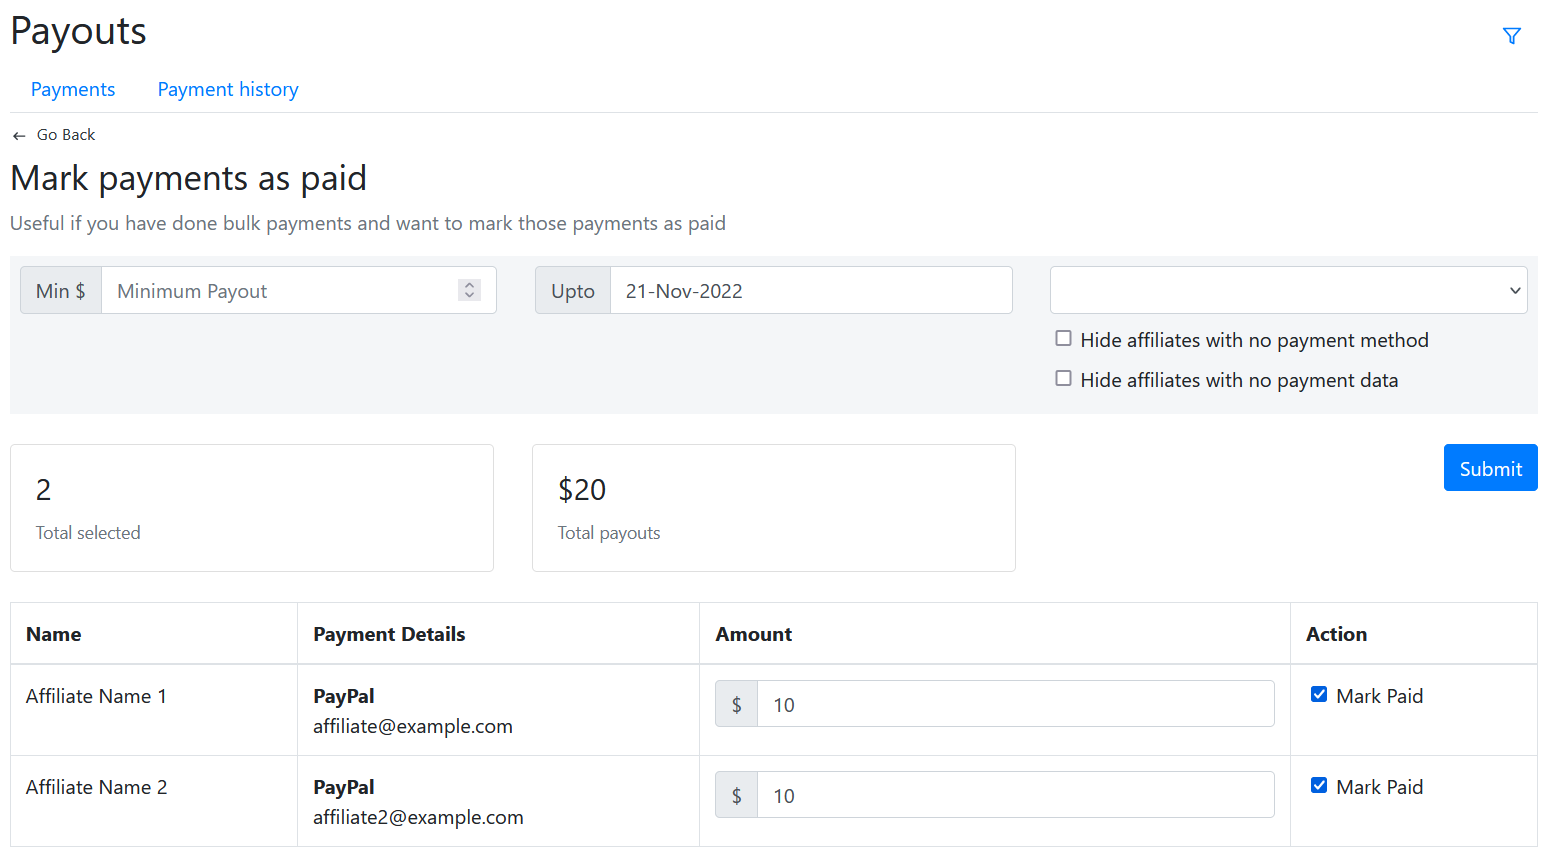 Payouts
Payments Payment history
← Go Back
Mark payments as paid
Useful if you have done bulk payments and want to mark those payments as paid
Min $ Minimum Payout Upto 21-Nov-2022
Hide affiliates with no payment method
Hide affiliates with no payment data
2 $20 Submit
Total selected Total payouts
Name Payment Details Amount Action
Affiliate Name 1 PayPal $ 10 Mark Paid
affiliate@example.com
Affiliate Name 2 PayPal $ 10 Mark Paid
affiliate2@example.com